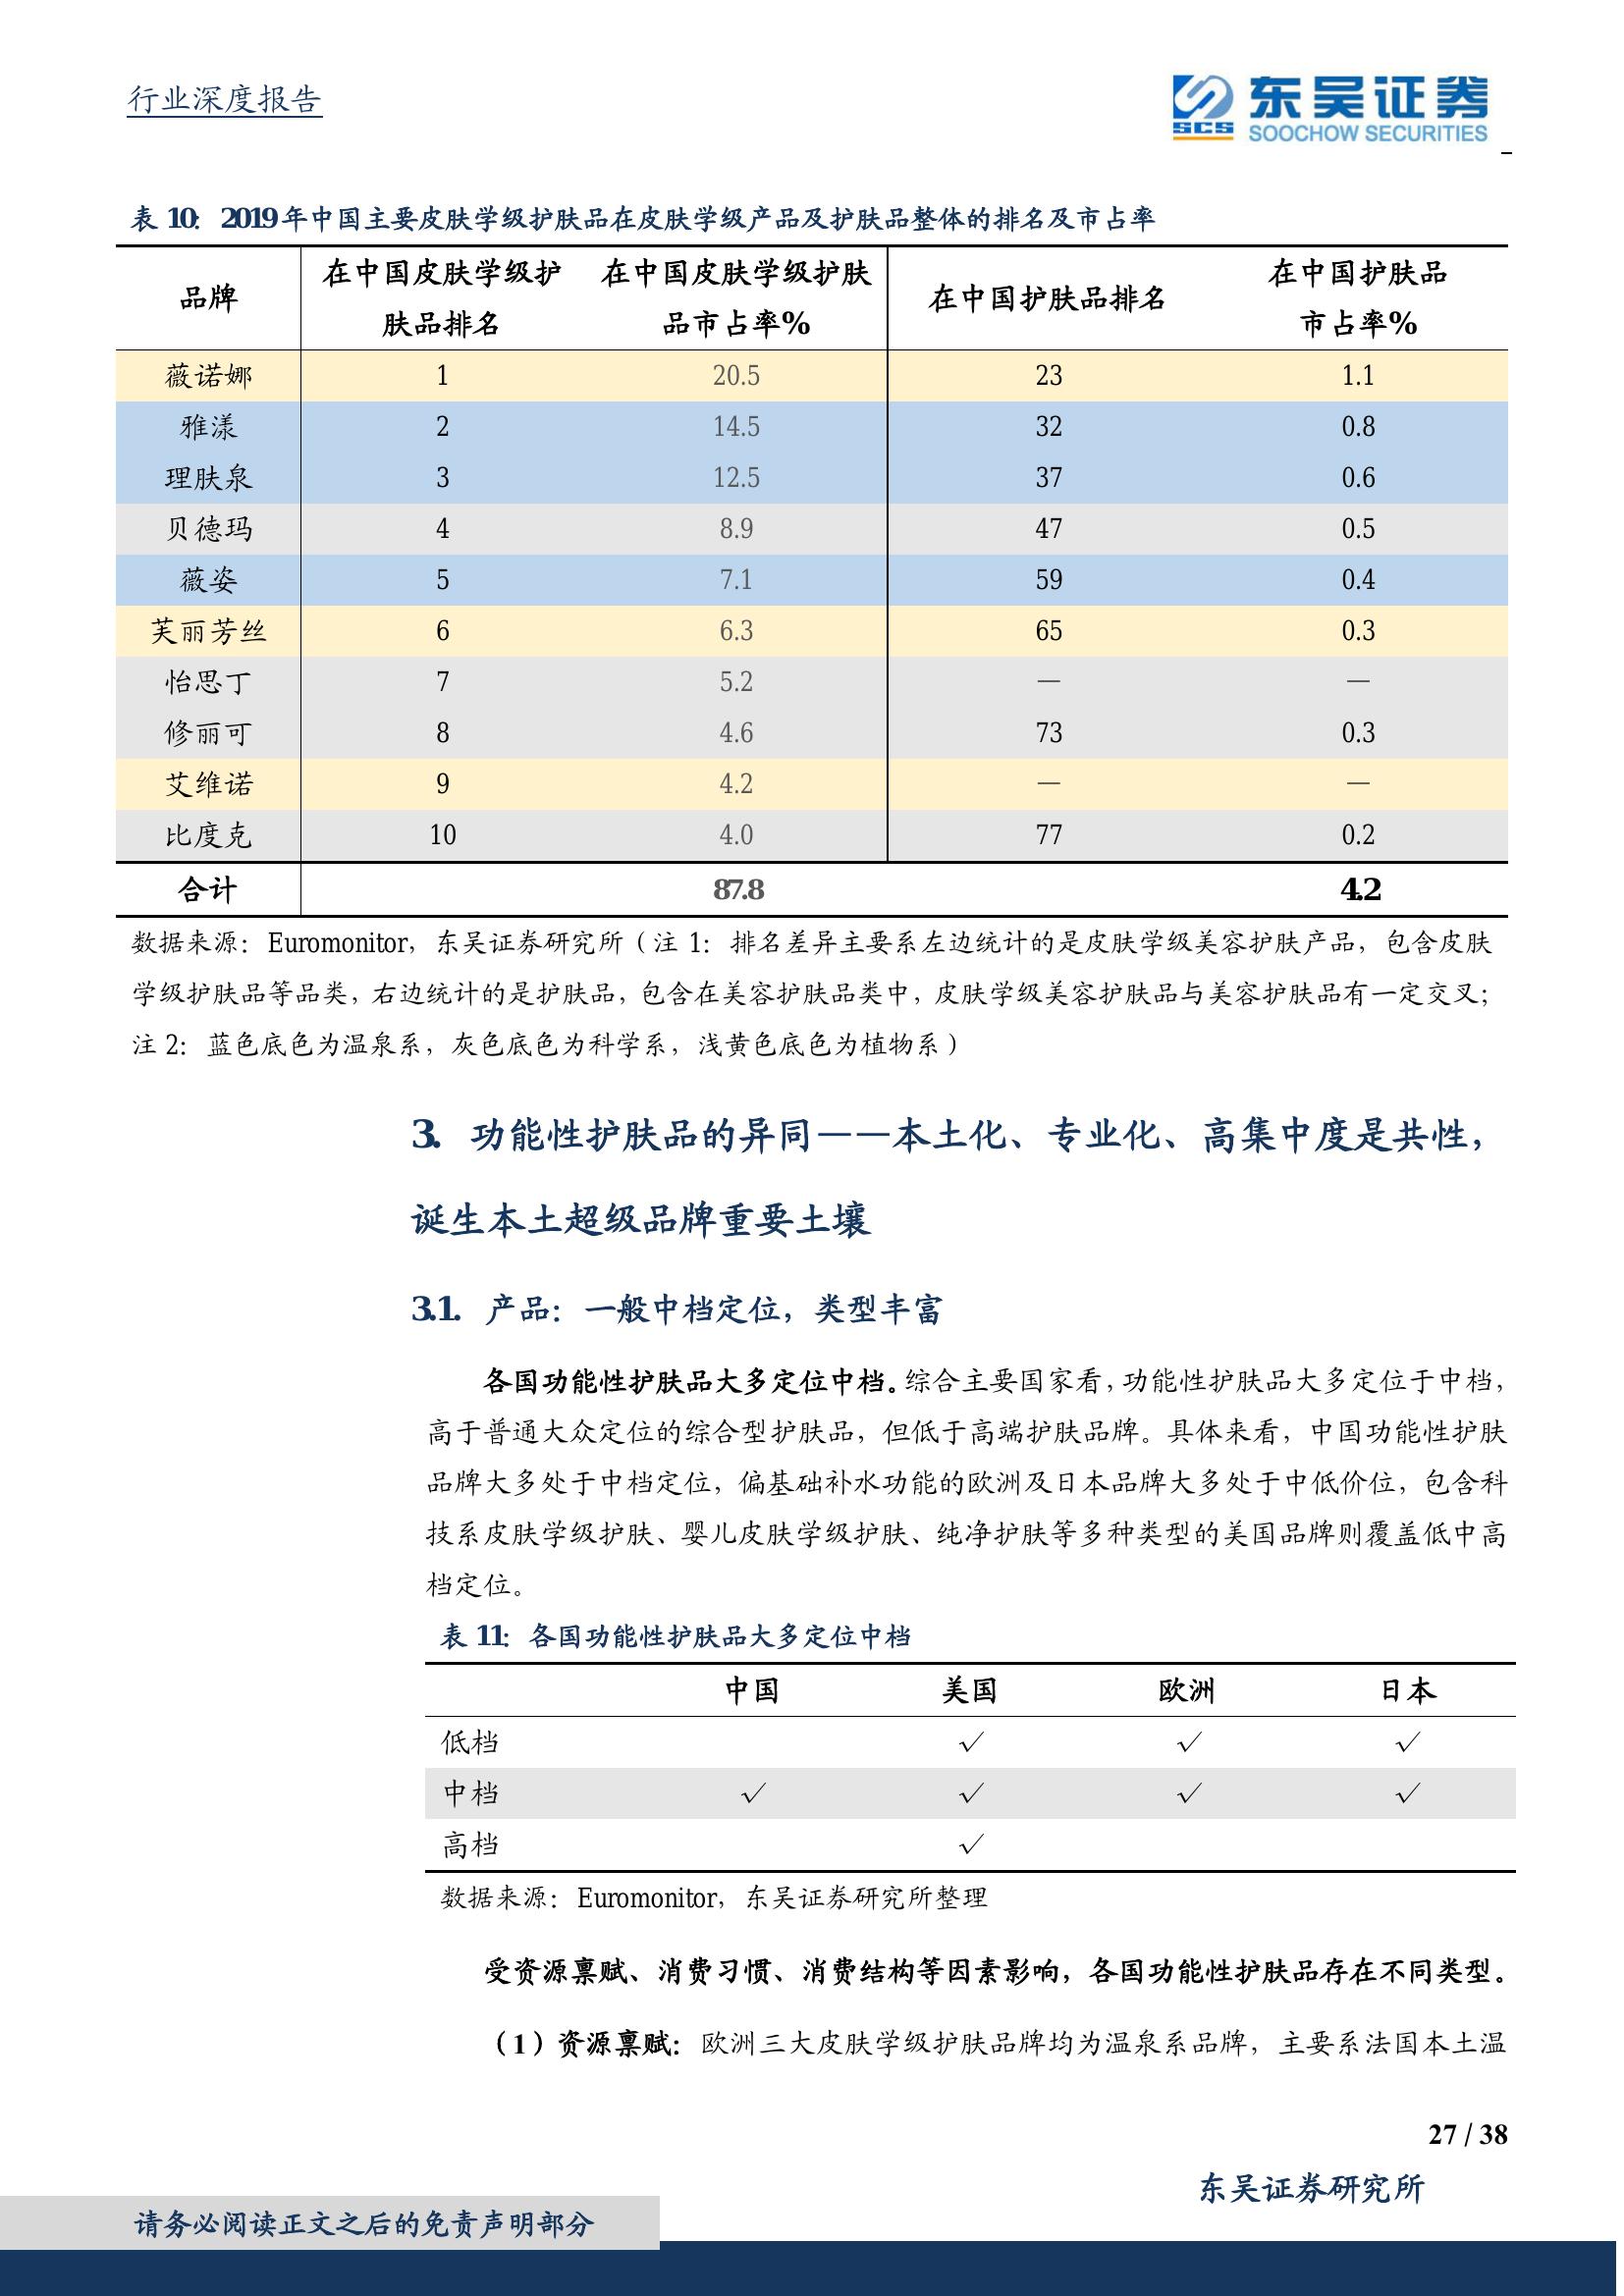 行业深度报告
东吴证券
SCS
SOOCHOW SECURITIES
表 10: 2019 年中国主要皮肤学级护肤品在皮肤学级产品及护肤品整体的排名及市占率
品牌 在中国皮肤学级护肤品排名 在中国皮肤学级护肤品市占率% 在中国护肤品排名 在中国护肤品市占率%
薇诺娜 1 20.5 23 1.1
雅漾 2 14.5 32 0.8
理肤泉 3 12.5 37 0.6
贝德玛 4 8.9 47 0.5
薇姿 5 7.1 59 0.4
芙丽芳丝 6 6.3 65 0.3
怡思丁 7 5.2 — —
修丽可 8 4.6 73 0.3
艾维诺 9 4.2 — —
比度克 10 4.0 77 0.2
合计 87.8 4.2
数据来源：Euromonitor，东吴证券研究所（注 1：排名差异主要系左边统计的是皮肤学级美容护肤产品，包含皮肤
学级护肤品等品类，右边统计的是护肤品，包含在美容护肤品类中，皮肤学级美容护肤品与美容护肤品有一定交叉；
注 2：蓝色底色为温泉系，灰色底色为科学系，浅黄色底色为植物系）
3. 功能性护肤品的异同——本土化、专业化、高集中度是共性，
诞生本土超级品牌重要土壤
3.1. 产品：一般中档定位，类型丰富
各国功能性护肤品大多定位中档。综合主要国家看，功能性护肤品大多定位于中档，
高于普通大众定位的综合型护肤品，但低于高端护肤品牌。具体来看，中国功能性护肤
品牌大多处于中档定位，偏基础补水功能的欧洲及日本品牌大多处于中低价位，包含科
技系皮肤学级护肤、婴儿皮肤学级护肤、纯净护肤等多种类型的美国品牌则覆盖低中高
档定位。
表 11: 各国功能性护肤品大多定位中档
中国 美国 欧洲 日本
低档 √ √ √
中档 √ √ √ √
高档 √
数据来源：Euromonitor，东吴证券研究所整理
受资源禀赋、消费习惯、消费结构等因素影响，各国功能性护肤品存在不同类型。
（1）资源禀赋：欧洲三大皮肤学级护肤品牌均为温泉系品牌，主要系法国本土温
27 / 38
东吴证券研究所
请务必阅读正文之后的免责声明部分